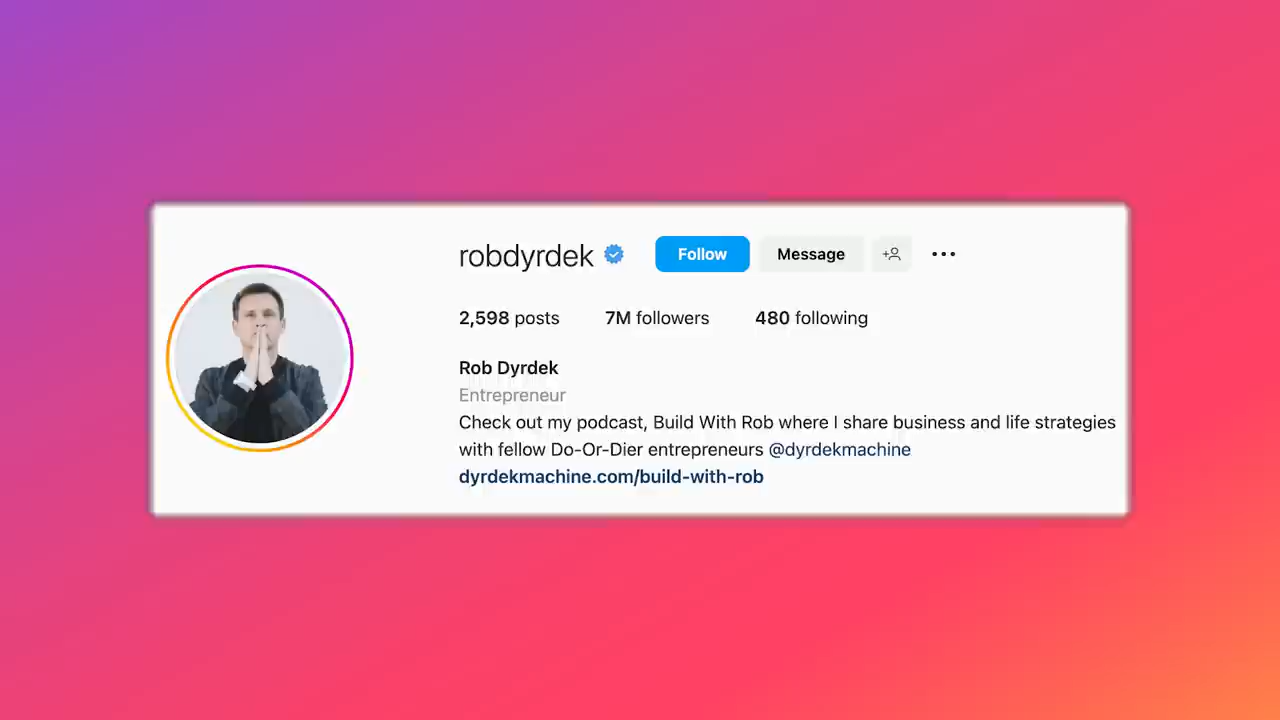 robdyrdek Follow Message
2,598 posts 7M followers 480 following
Rob Dyrdek
Entrepreneur
Check out my podcast, Build With Rob where I share business and life strategies
with fellow Do-Or-Dier entrepreneurs @dyrdekmachine
dyrdekmachine.com/build-with-rob